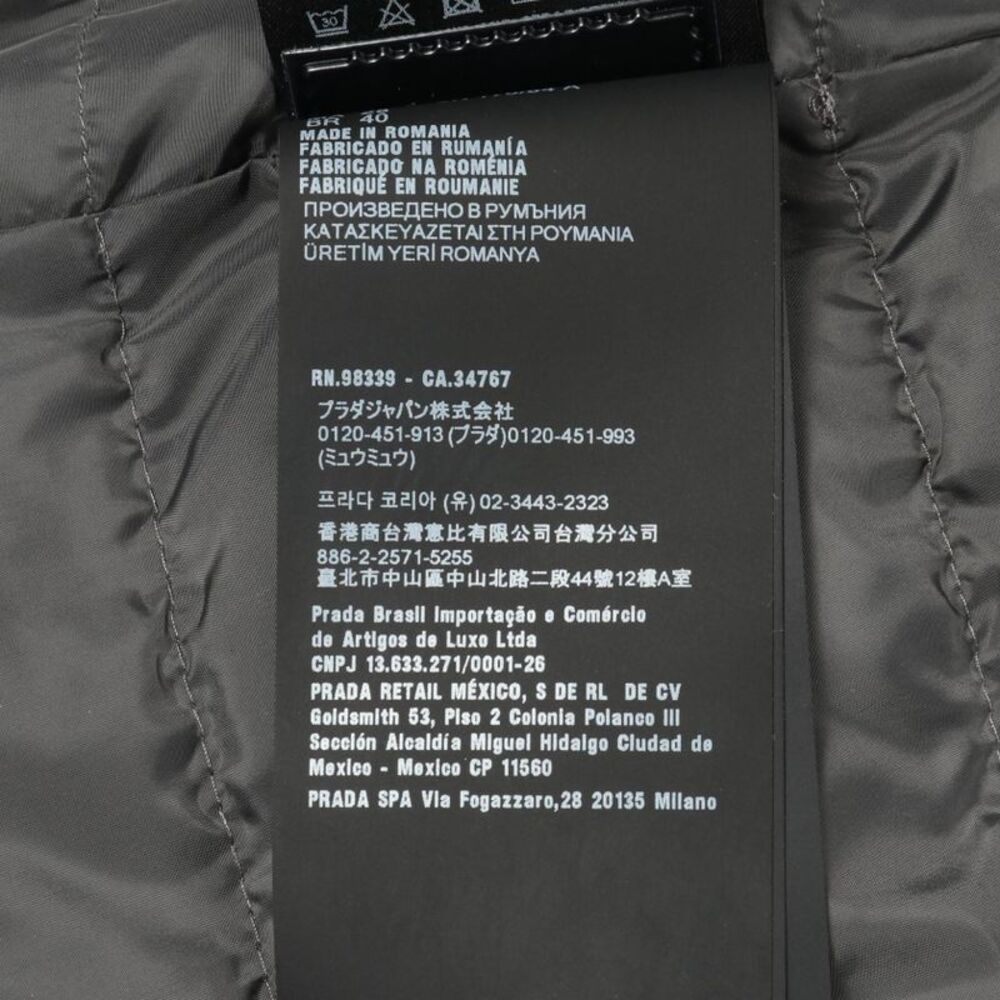 30
BR 40
MADE IN ROMANIA
FABRICADO EN RUMANÍA
FABRICADO NA ROMÉNIA
FABRIQUÉ EN ROUMANIE
ПРОИЗВЕДЕНО В РУМЪНИЯ
ΚΑΤΑΣΚΕΥΑΖΕΤΑΙ ΣΤΗ ΡΟΥΜΑΝΙΑ
ÜRETİM YERİ ROMANYA
RN.98339 - CA.34767
プラダジャパン株式会社
0120-451-913 (プラダ)0120-451-993
(ミュウミュウ)
프라다 코리아 (유) 02-3443-2323
香港商台灣意比有限公司台灣分公司
886-2-2571-5255
臺北市中山區中山北路二段44號12樓A室
Prada Brasil Importação e Comércio
de Artigos de Luxo Ltda
CNPJ 13.633.271/0001-26
PRADA RETAIL MÉXICO, S DE RL DE CV
Goldsmith 53, Piso 2 Colonia Polanco III
Sección Alcaldía Miguel Hidalgo Ciudad de
Mexico - Mexico CP 11560
PRADA SPA Via Fogazzaro,28 20135 Milano